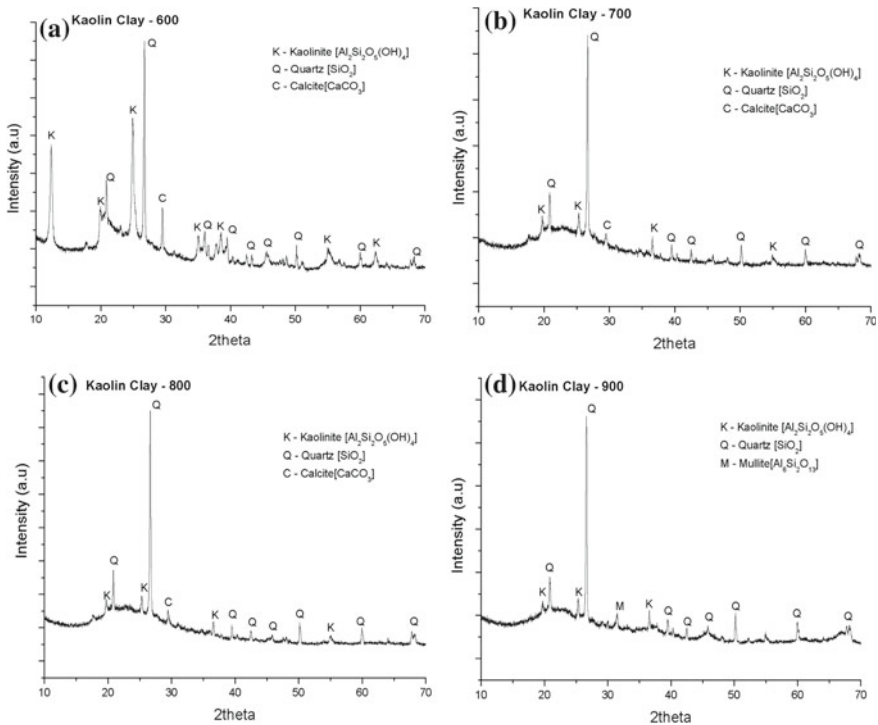 (a) Kaolin Clay - 600
K - Kaolinite [Al₂Si₂O₅(OH)₄]
Q - Quartz [SiO₂]
C - Calcite[CaCO₃]
Intensity (a.u)
K K Q K Q C K Q K Q Q Q Q K Q K Q
10 20 30 40 50 60 70
2theta
(b) Kaolin Clay - 700
K - Kaolinite [Al₂Si₂O₅(OH)₄]
Q - Quartz [SiO₂]
C - Calcite[CaCO₃]
Intensity (a.u)
K Q K Q C K Q Q Q K Q Q
10 20 30 40 50 60 70
2theta
(c) Kaolin Clay - 800
K - Kaolinite [Al₂Si₂O₅(OH)₄]
Q - Quartz [SiO₂]
C - Calcite[CaCO₃]
Intensity (a.u)
K Q K Q C K Q Q Q Q K Q Q
10 20 30 40 50 60 70
2theta
(d) Kaolin Clay - 900
K - Kaolinite [Al₂Si₂O₅(OH)₄]
Q - Quartz [SiO₂]
M - Mullite[Al₆Si₂O₁₃]
Intensity (a.u)
K Q K Q M K Q Q Q Q Q Q
10 20 30 40 50 60 70
2theta